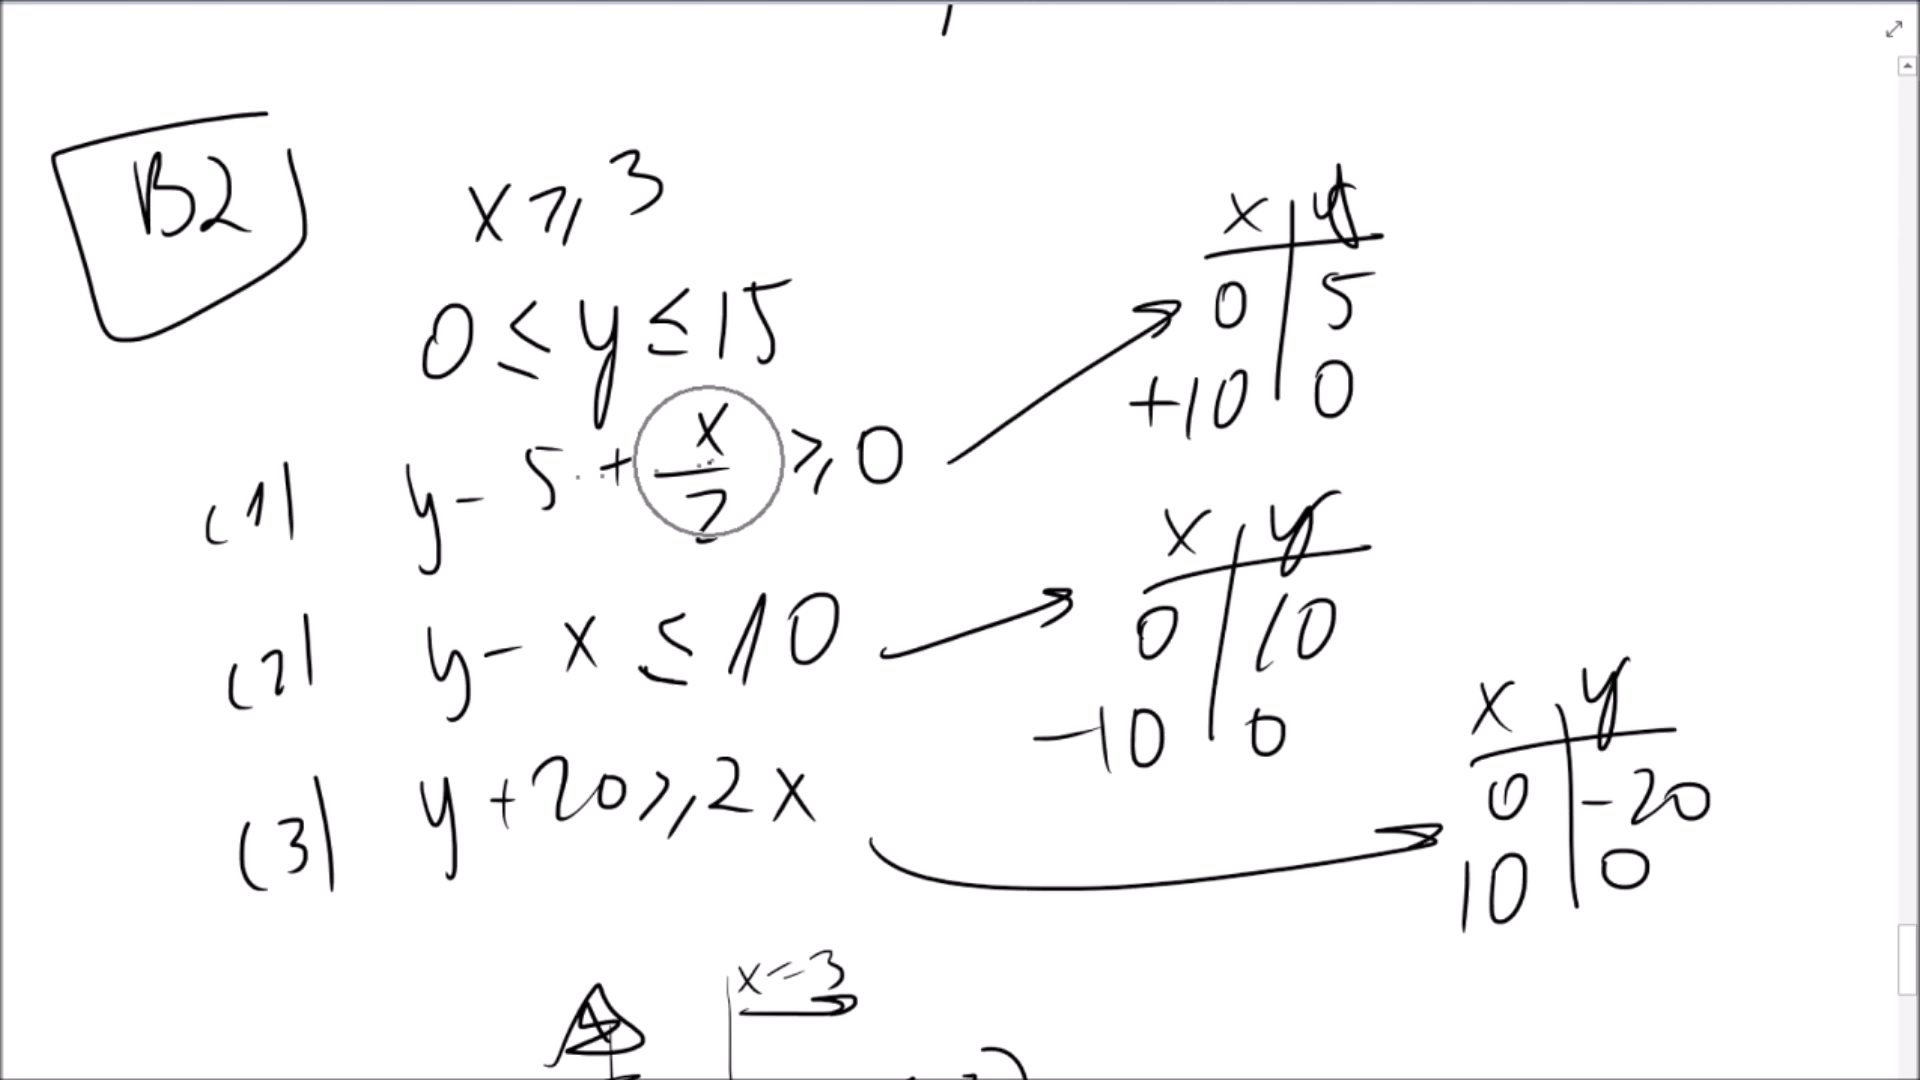 B2
x ≥ 3
0 ≤ y ≤ 15
(1) y - 5 + x/2 ≥ 0
(2) y - x ≤ 10
(3) y + 20 ≥ 2x
x | y
0 | 5
+10 | 0
x | y
0 | 10
-10 | 0
x | y
0 | -20
10 | 0
x = 3